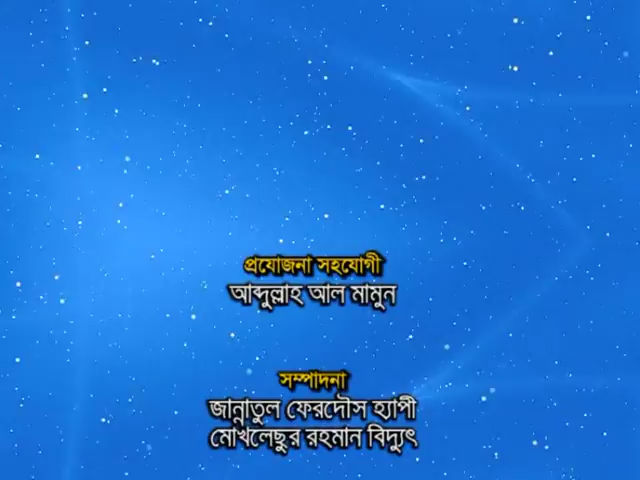 প্রযোজনা সহযোগী
আব্দুল্লাহ আল মামুন
সম্পাদনা
জান্নাতুল ফেরদৌস হ্যাপী
মোখলেছুর রহমান বিদ্যুৎ